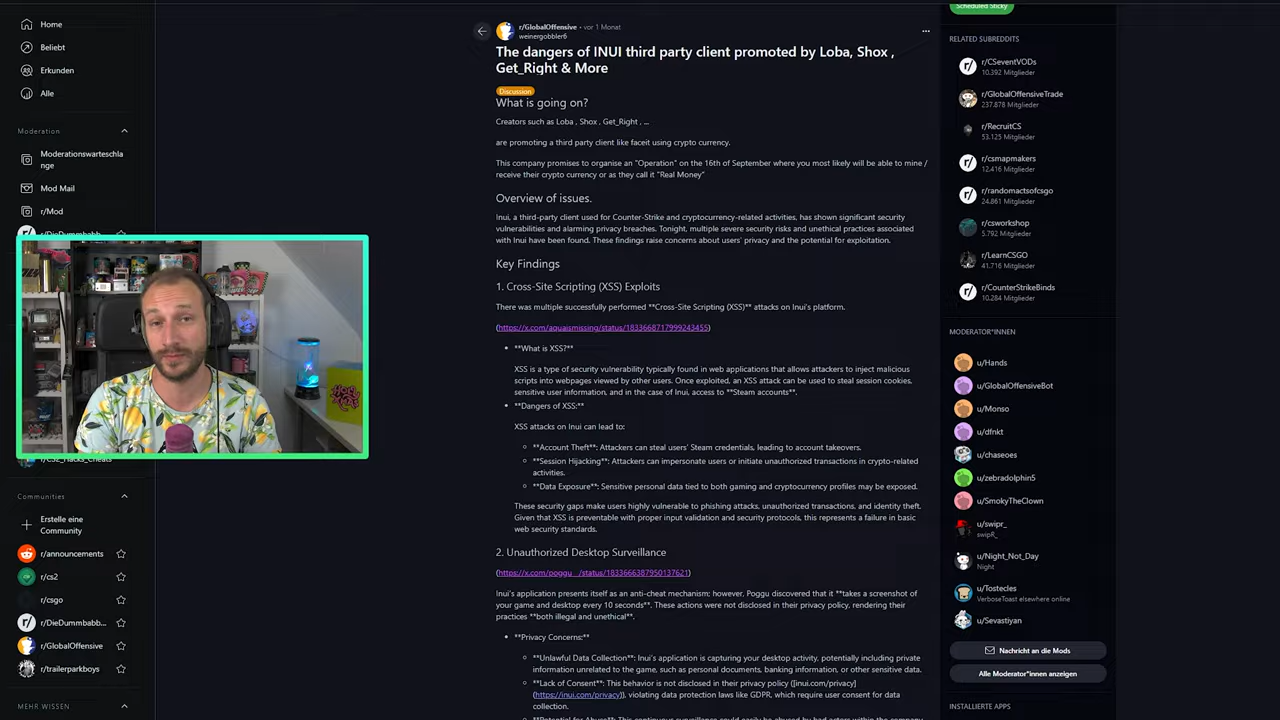 Home
Beliebt
Erkunden
Alle
Moderation
Moderationswarteschla
nge
Mod Mail
r/Mod
Communities
Erstelle eine
Community
r/announcements
r/cs2
r/csgo
r/DieDummbabb...
r/GlobalOffensive
r/trailerparkboys
MEHR WISSEN
r/GlobalOffensive • vor 1 Monat
weinergobbler6
The dangers of INUI third party client promoted by Loba, Shox ,
Get_Right & More
Discussion
What is going on?
Creators such as Loba , Shox , Get_Right , ...
are promoting a third party client like faceit using crypto currency.
This company promises to organise an "Operation" on the 16th of September where you most likely will be able to mine /
receive their crypto currency or as they call it "Real Money"
Overview of issues.
Inui, a third-party client used for Counter-Strike and cryptocurrency-related activities, has shown significant security
vulnerabilities and alarming privacy breaches. Tonight, multiple severe security risks and unethical practices associated
with Inui have been found. These findings raise concerns about users' privacy and the potential for exploitation.
Key Findings
1. Cross-Site Scripting (XSS) Exploits
There was multiple successfully performed **Cross-Site Scripting (XSS)** attacks on Inui's platform.
(https://x.com/aquaismissing/status/1833668717999243455)
• **What is XSS?**
XSS is a type of security vulnerability typically found in web applications that allows attackers to inject malicious
scripts into webpages viewed by other users. Once exploited, an XSS attack can be used to steal session cookies,
sensitive user information, and in the case of Inui, access to **Steam accounts**.
• **Dangers of XSS:**
XSS attacks on Inui can lead to:
**Account Theft**: Attackers can steal users' Steam credentials, leading to account takeovers.
**Session Hijacking**: Attackers can impersonate users or initiate unauthorized transactions in crypto-related
activities.
**Data Exposure**: Sensitive personal data tied to both gaming and cryptocurrency profiles may be exposed.
These security gaps make users highly vulnerable to phishing attacks, unauthorized transactions, and identity theft.
Given that XSS is preventable with proper input validation and security protocols, this represents a failure in basic
web security standards.
2. Unauthorized Desktop Surveillance
(https://x.com/poggu__/status/1833666387950137621)
Inui's application presents itself as an anti-cheat mechanism; however, Poggu discovered that it **takes a screenshot of
your game and desktop every 10 seconds**. These actions were not disclosed in their privacy policy, rendering their
practices **both illegal and unethical**.
• **Privacy Concerns:**
**Unlawful Data Collection**: Inui's application is capturing your desktop activity, potentially including private
information unrelated to the game, such as personal documents, banking information, or other sensitive data.
**Lack of Consent**: This behavior is not disclosed in their privacy policy ([inui.com/privacy]
(https://inui.com/privacy)), violating data protection laws like GDPR, which require user consent for data
collection.
Scheduled Sticky
RELATED SUBREDDITS
r/CSeventVODs
10.392 Mitglieder
r/GlobalOffensiveTrade
237.878 Mitglieder
r/RecruitCS
53.125 Mitglieder
r/csmapmakers
12.416 Mitglieder
r/randomactsofcsgo
24.861 Mitglieder
r/csworkshop
5.792 Mitglieder
r/LearnCSGO
41.716 Mitglieder
r/CounterStrikeBinds
10.284 Mitglieder
MODERATOR*INNEN
u/Hands
u/GlobalOffensiveBot
u/Monso
u/dfnkt
u/chaseoes
u/zebradolphin5
u/SmokyTheClown
u/swipr_
swipR_
u/Night_Not_Day
Night
u/Tostecles
VerboseToast elsewhere online
u/Sevastiyan
Nachricht an die Mods
Alle Moderator*innen anzeigen
INSTALLIERTE APPS